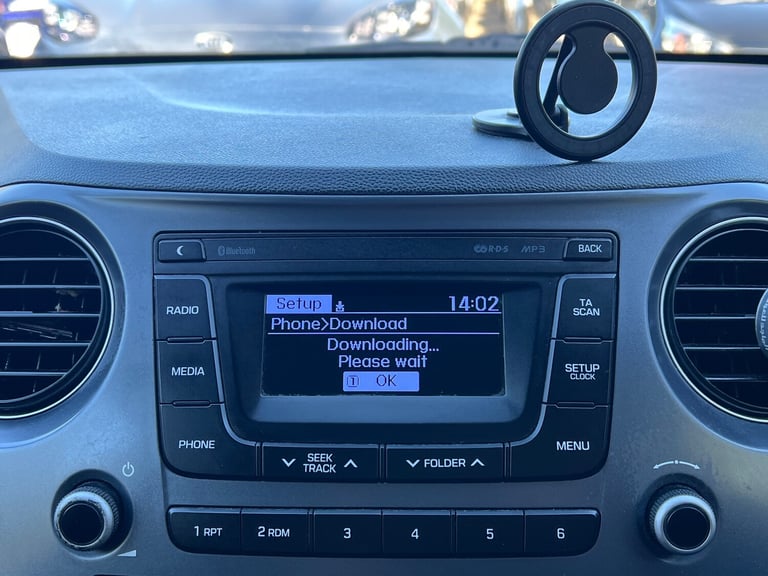 Bluetooth
R·D·S
MP3
BACK
RADIO
MEDIA
PHONE
Setup
14:02
Phone>Download
Downloading...
Please wait
1 OK
TA
SCAN
SETUP
CLOCK
MENU
SEEK
TRACK
FOLDER
1 RPT
2 RDM
3
4
5
6